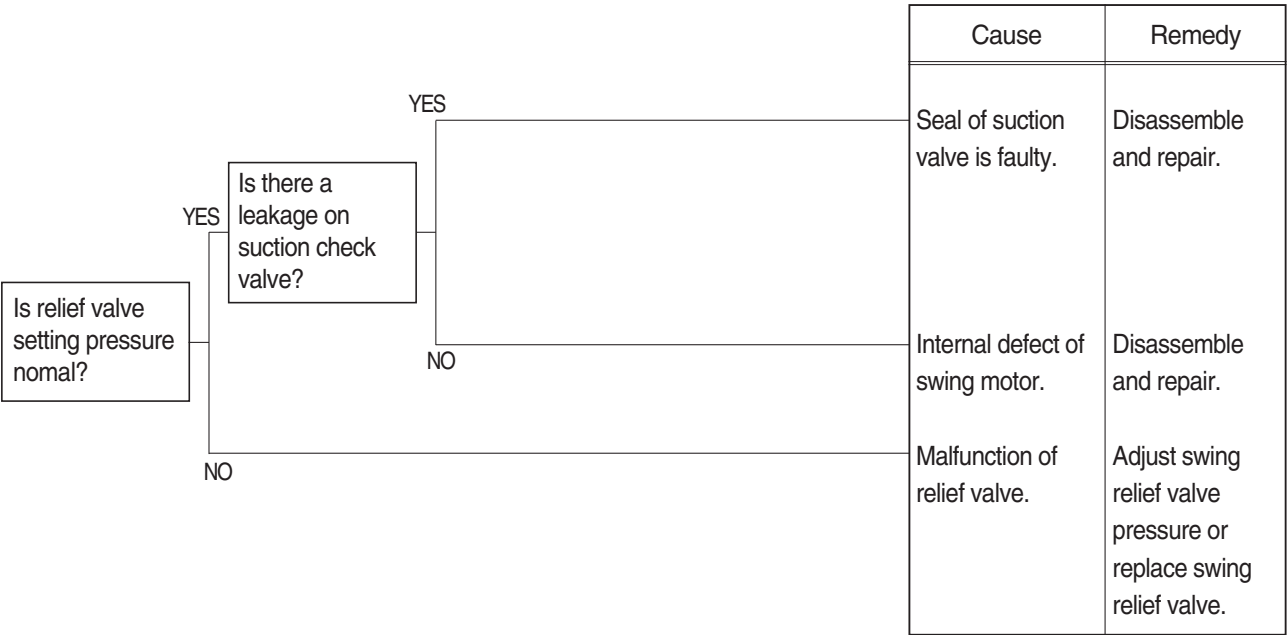 Cause
Remedy
YES
Seal of suction
valve is faulty.
Disassemble
and repair.
Is there a
leakage on
suction check
valve?
YES
Is relief valve
setting pressure
nomal?
NO
Internal defect of
swing motor.
Disassemble
and repair.
NO
Malfunction of
relief valve.
Adjust swing
relief valve
pressure or
replace swing
relief valve.